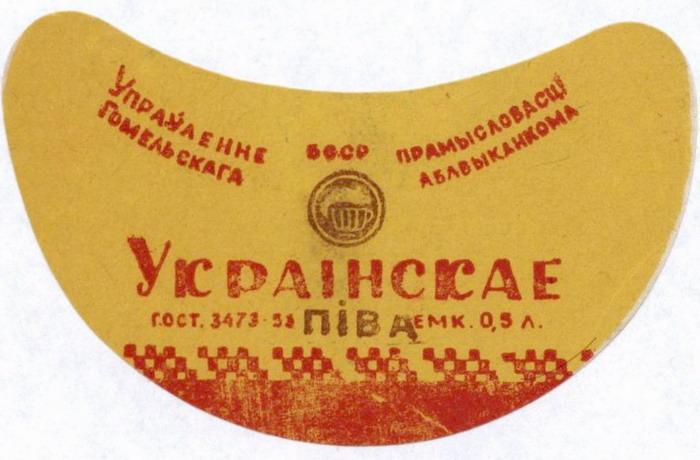 Упраўленне БССР прамысловасці
Гомельскага аблвыканкома
Украінскае
ГОСТ. 3473-53 піва емк. 0,5 л.